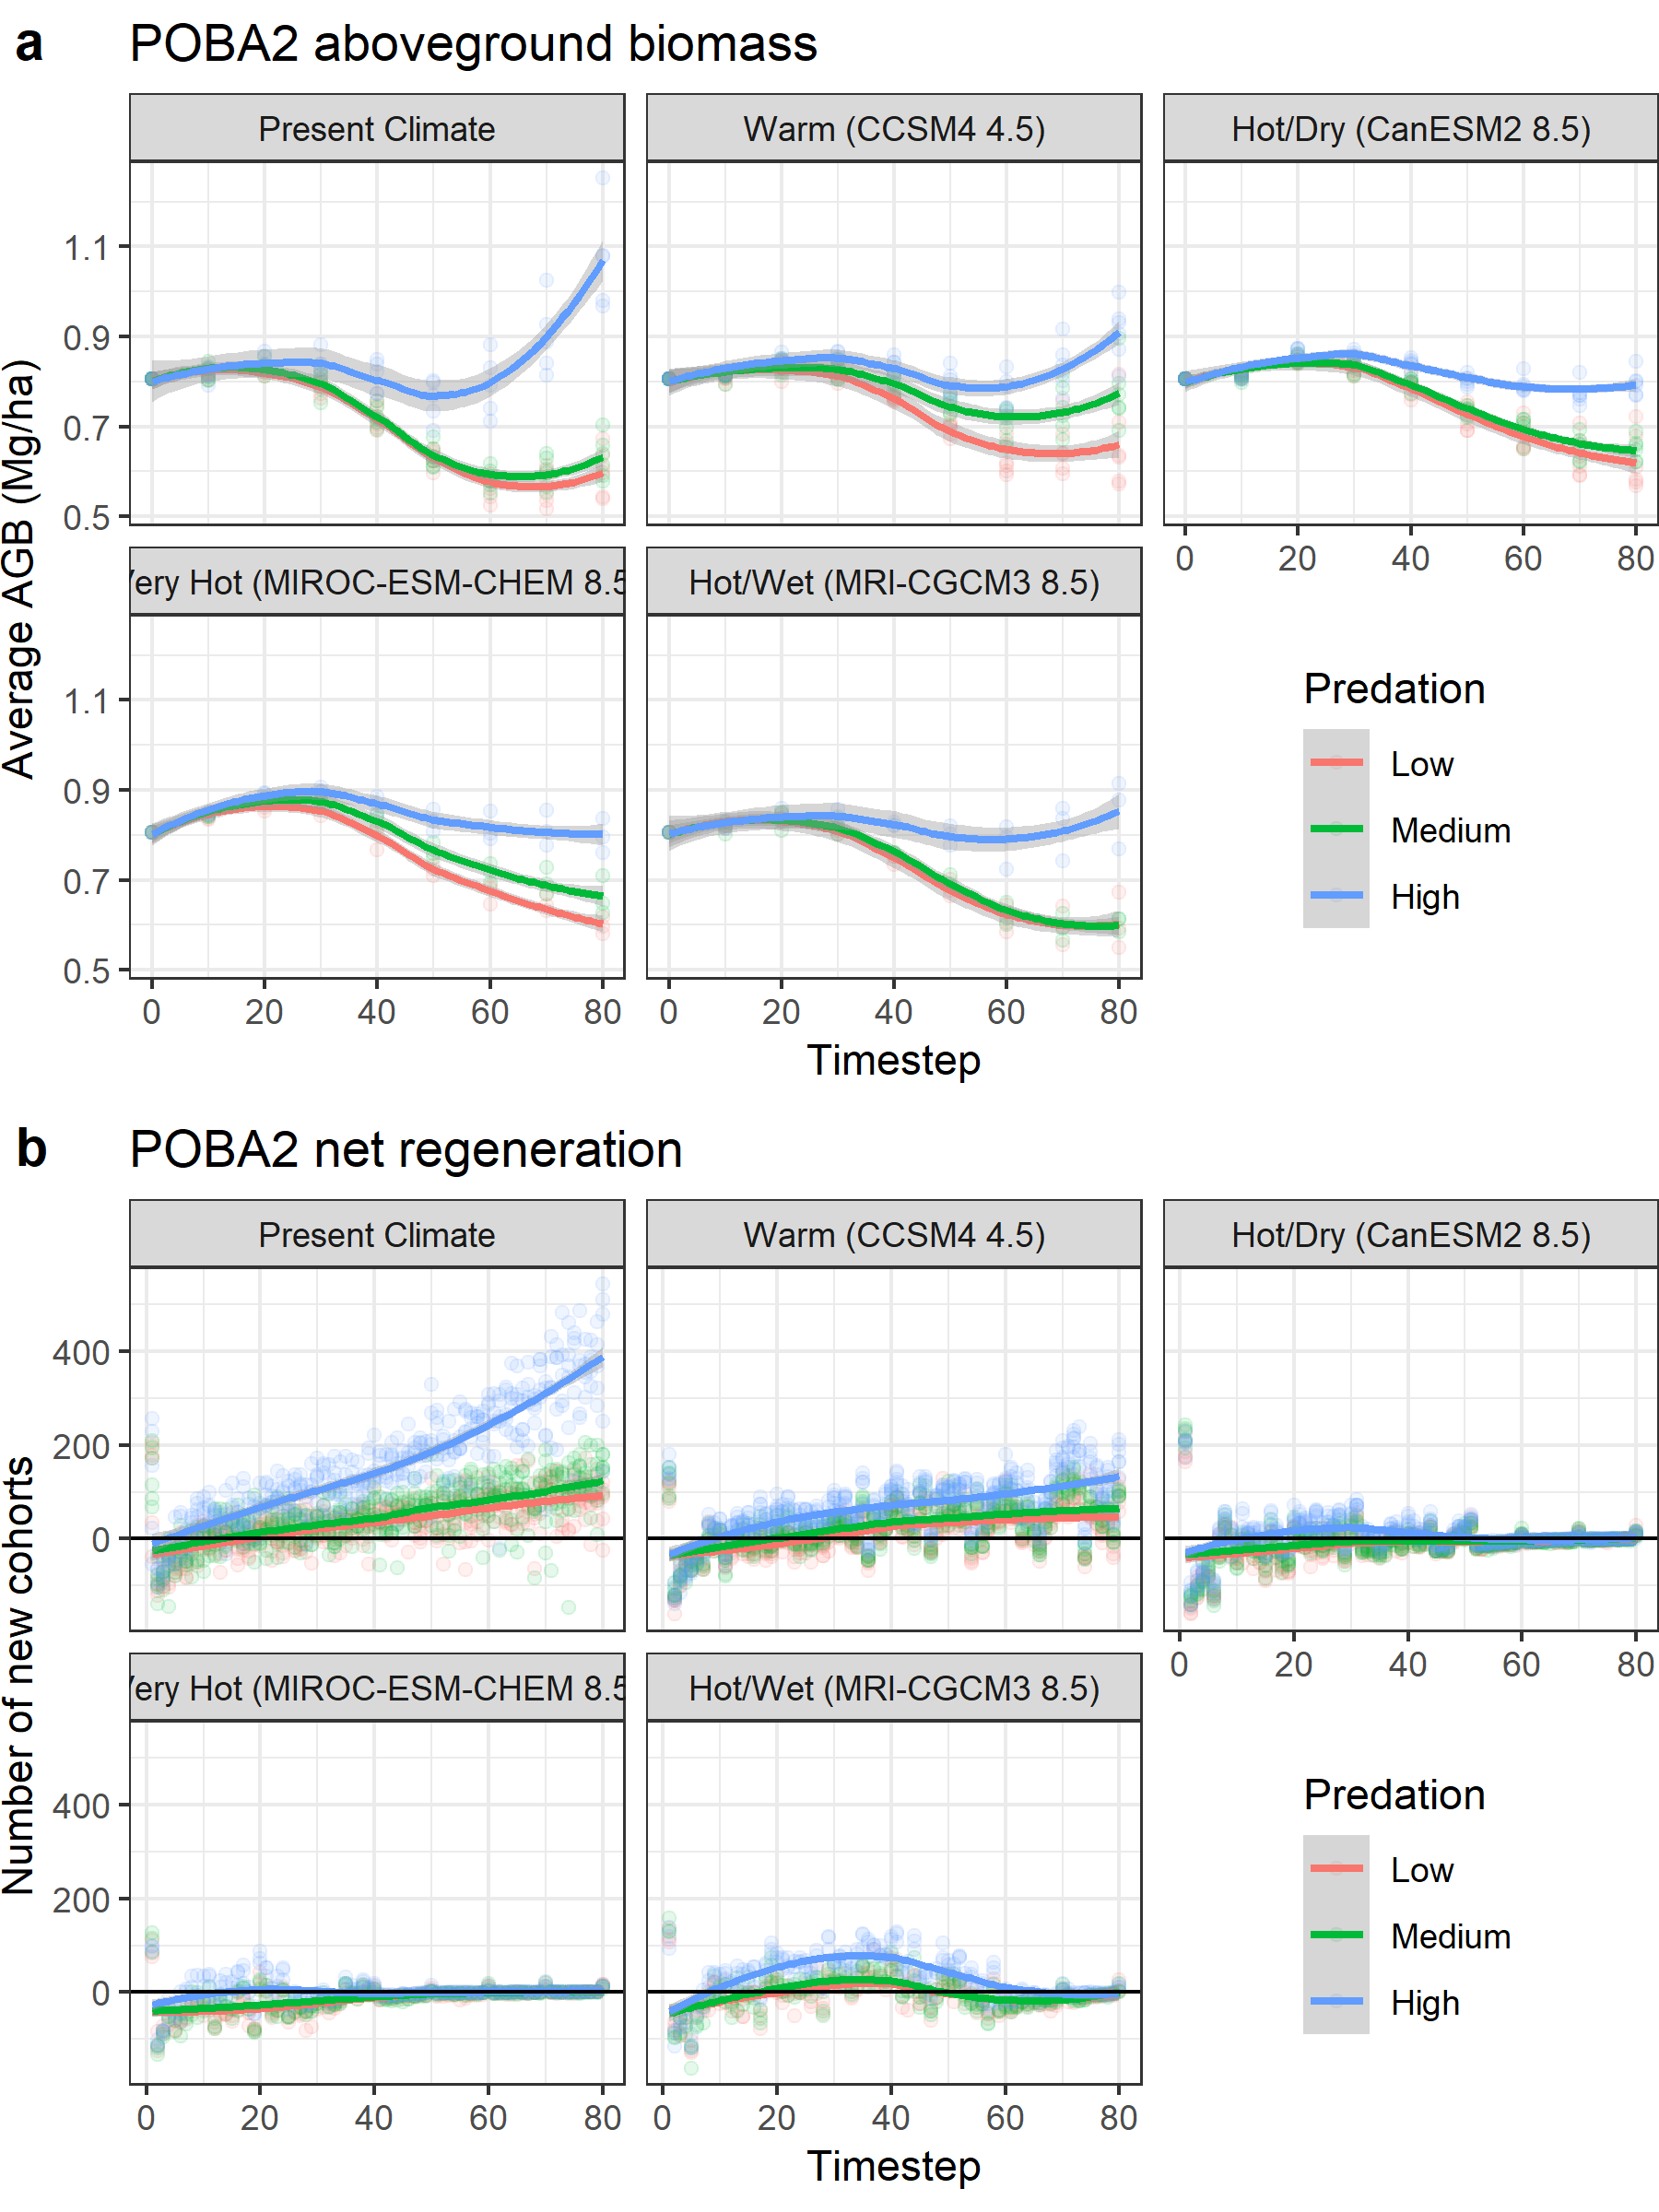 a POBA2 aboveground biomass
Present Climate
Warm (CCSM4 4.5)
Hot/Dry (CanESM2 8.5)
Average AGB (Mg/ha)
1.1
0.9
0.7
0.5
0 20 40 60 80
ery Hot (MIROC-ESM-CHEM 8.5
Hot/Wet (MRI-CGCM3 8.5)
1.1
0.9
0.7
0.5
0 20 40 60 80
0 20 40 60 80
Timestep
Predation
Low
Medium
High
b POBA2 net regeneration
Present Climate
Warm (CCSM4 4.5)
Hot/Dry (CanESM2 8.5)
Number of new cohorts
400
200
0
0 20 40 60 80
ery Hot (MIROC-ESM-CHEM 8.5
Hot/Wet (MRI-CGCM3 8.5)
400
200
0
0 20 40 60 80
0 20 40 60 80
Timestep
Predation
Low
Medium
High